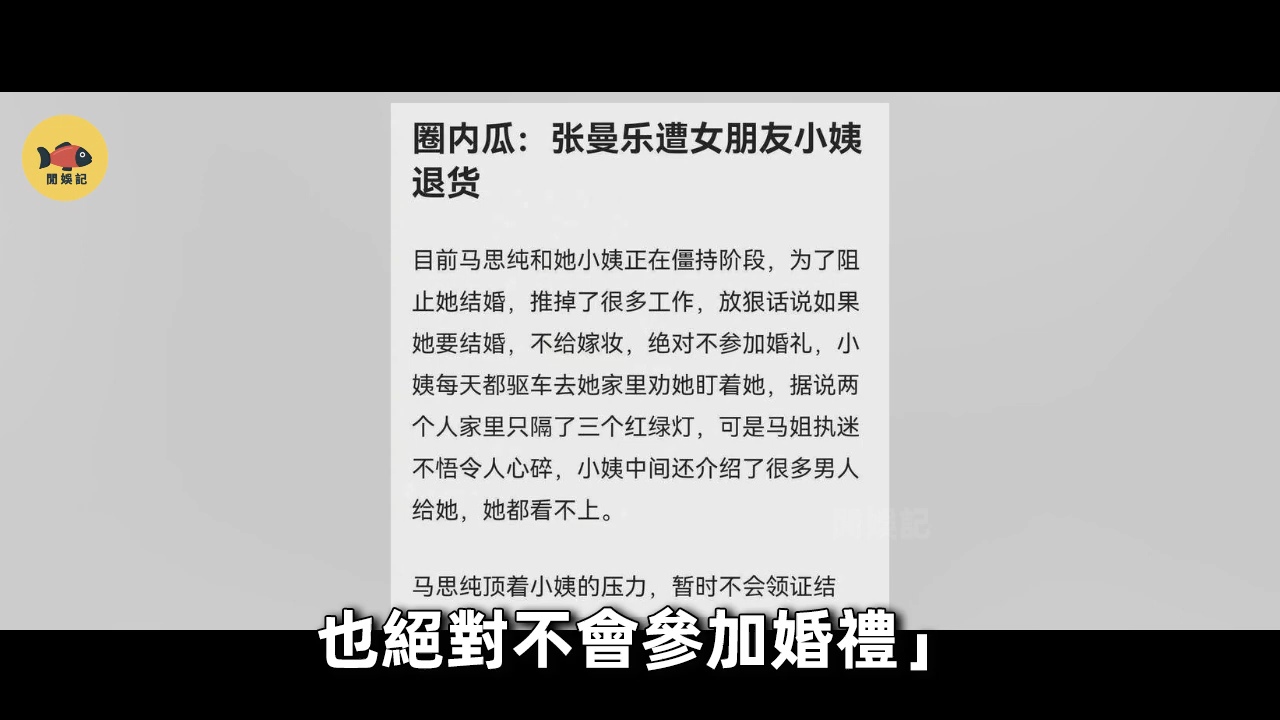 閒娛記
圈内瓜：张曼乐遭女朋友小姨
退货
目前马思纯和她小姨正在僵持阶段，为了阻
止她结婚，推掉了很多工作，放狠话说如果
她要结婚，不给嫁妆，绝对不参加婚礼，小
姨每天都驱车去她家里劝她盯着她，据说两
个人家里只隔了三个红绿灯，可是马姐执迷
不悟令人心碎，小姨中间还介绍了很多男人
给她，她都看不上。
閒娛記
马思纯顶着小姨的压力，暂时不会领证结
也絕對不會參加婚禮」